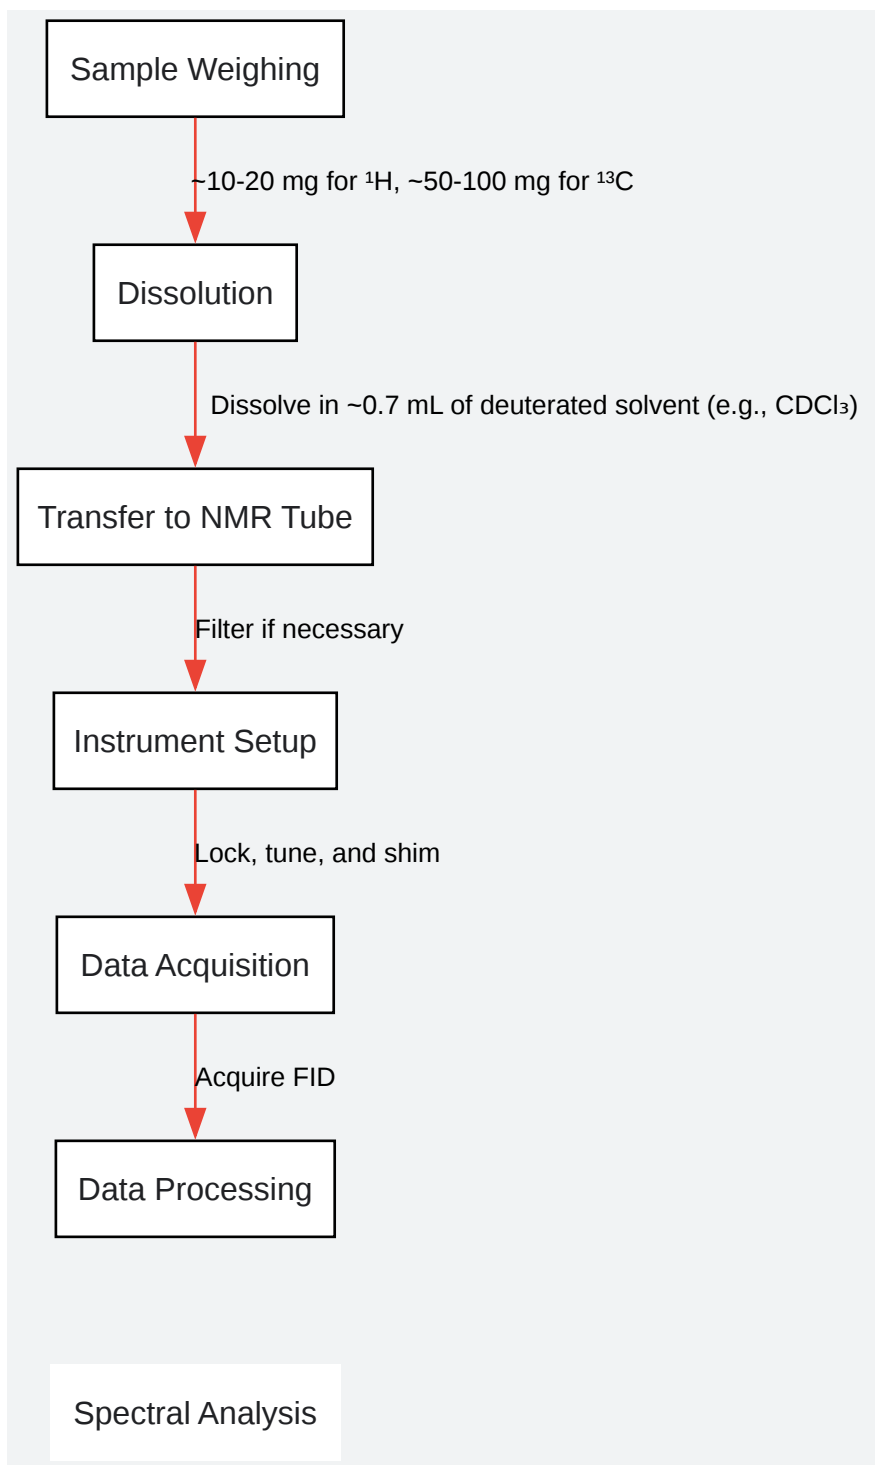 Sample Weighing
~10-20 mg for ¹H, ~50-100 mg for ¹³C
Dissolution
Dissolve in ~0.7 mL of deuterated solvent (e.g., CDCl₃)
Transfer to NMR Tube
Filter if necessary
Instrument Setup
Lock, tune, and shim
Data Acquisition
Acquire FID
Data Processing
Spectral Analysis